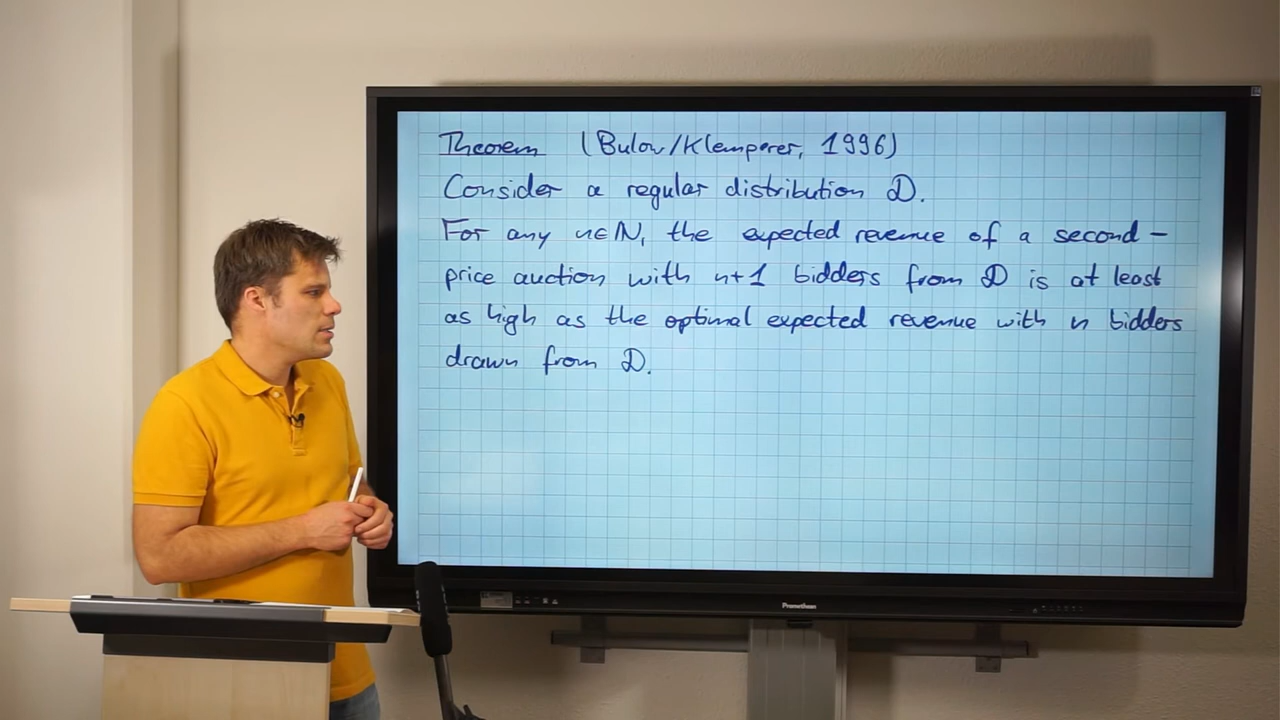 Theorem (Bulow/Klemperer, 1996)
Consider a regular distribution D.
For any n∈ℕ, the expected revenue of a second-
price auction with n+1 bidders from D is at least
as high as the optimal expected revenue with n bidders
drawn from D.
Promethean